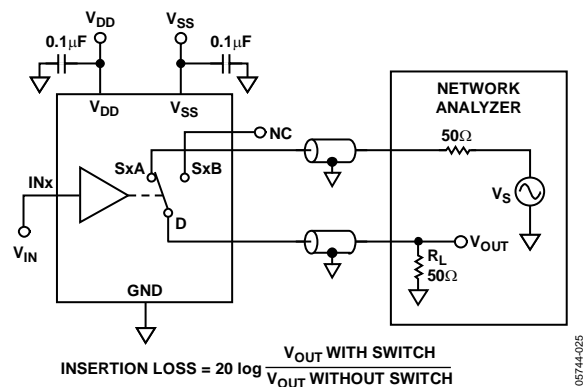 VDD
VSS
0.1µF
0.1µF
VDD
VSS
NETWORK
ANALYZER
NC
50Ω
SxA
SxB
INx
VS
D
VOUT
VIN
RL
50Ω
GND
INSERTION LOSS = 20 log VOUT WITH SWITCH
VOUT WITHOUT SWITCH
05744-025